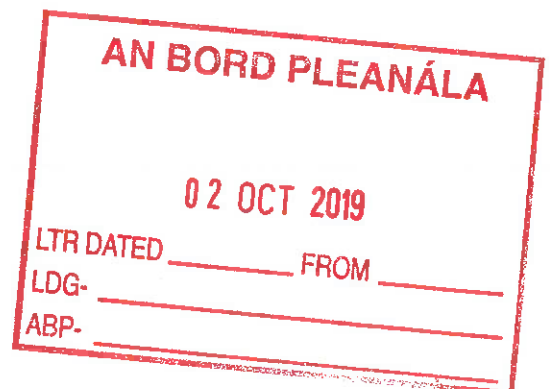 AN BORD PLEANÁLA
02 OCT 2019
LTR DATED ________ FROM ________
LDG- ________
ABP- ________